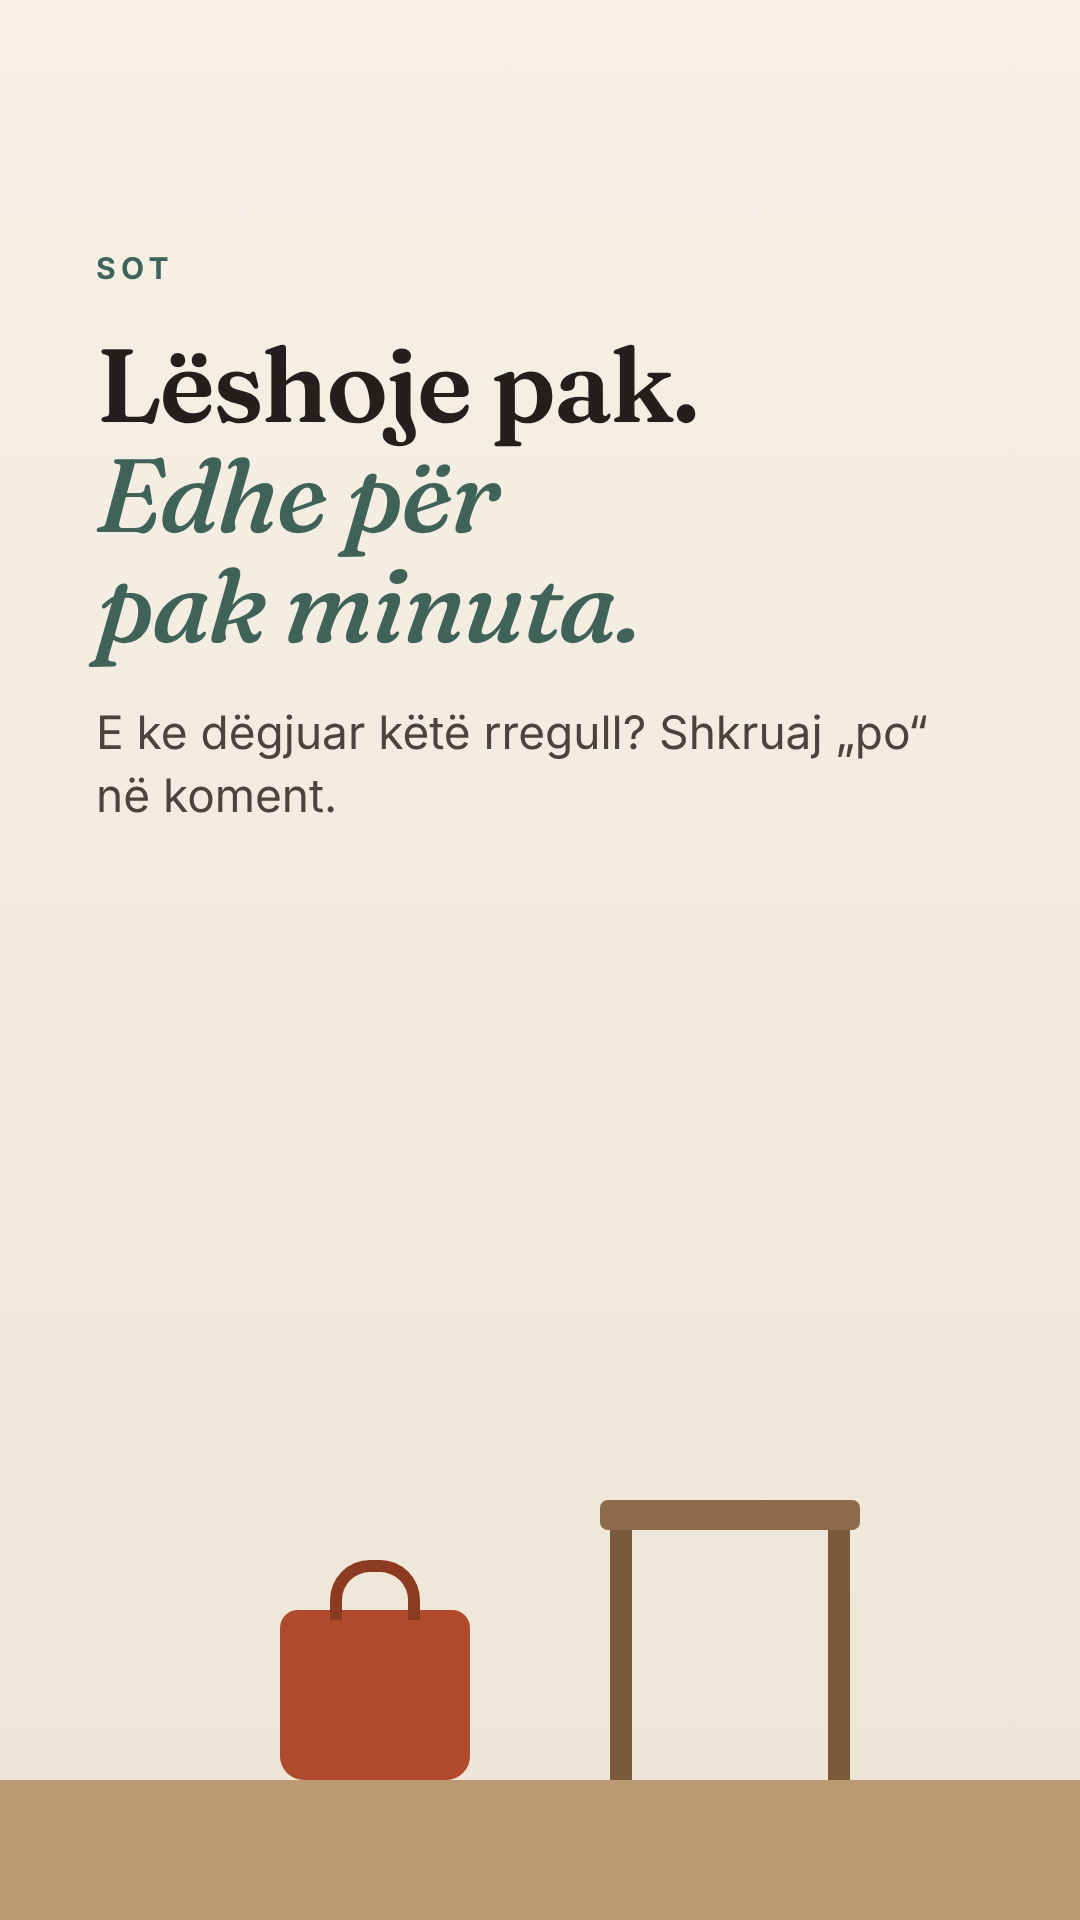 SOT
Lëshoje pak.
Edhe për
pak minuta.
E ke dëgjuar këtë rregull? Shkruaj „po“
në koment.